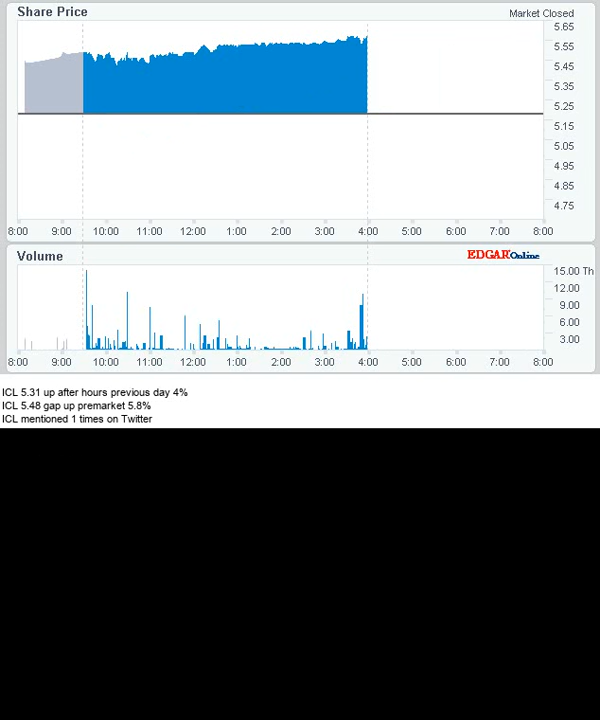 Share Price
Market Closed
5.65
5.55
5.45
5.35
5.25
5.15
5.05
4.95
4.85
4.75
8:00 9:00 10:00 11:00 12:00 1:00 2:00 3:00 4:00 5:00 6:00 7:00 8:00
Volume
EDGAR Online
15.00 Th
12.00
9.00
6.00
3.00
8:00 9:00 10:00 11:00 12:00 1:00 2:00 3:00 4:00 5:00 6:00 7:00 8:00
ICL 5.31 up after hours previous day 4%
ICL 5.48 gap up premarket 5.8%
ICL mentioned 1 times on Twitter